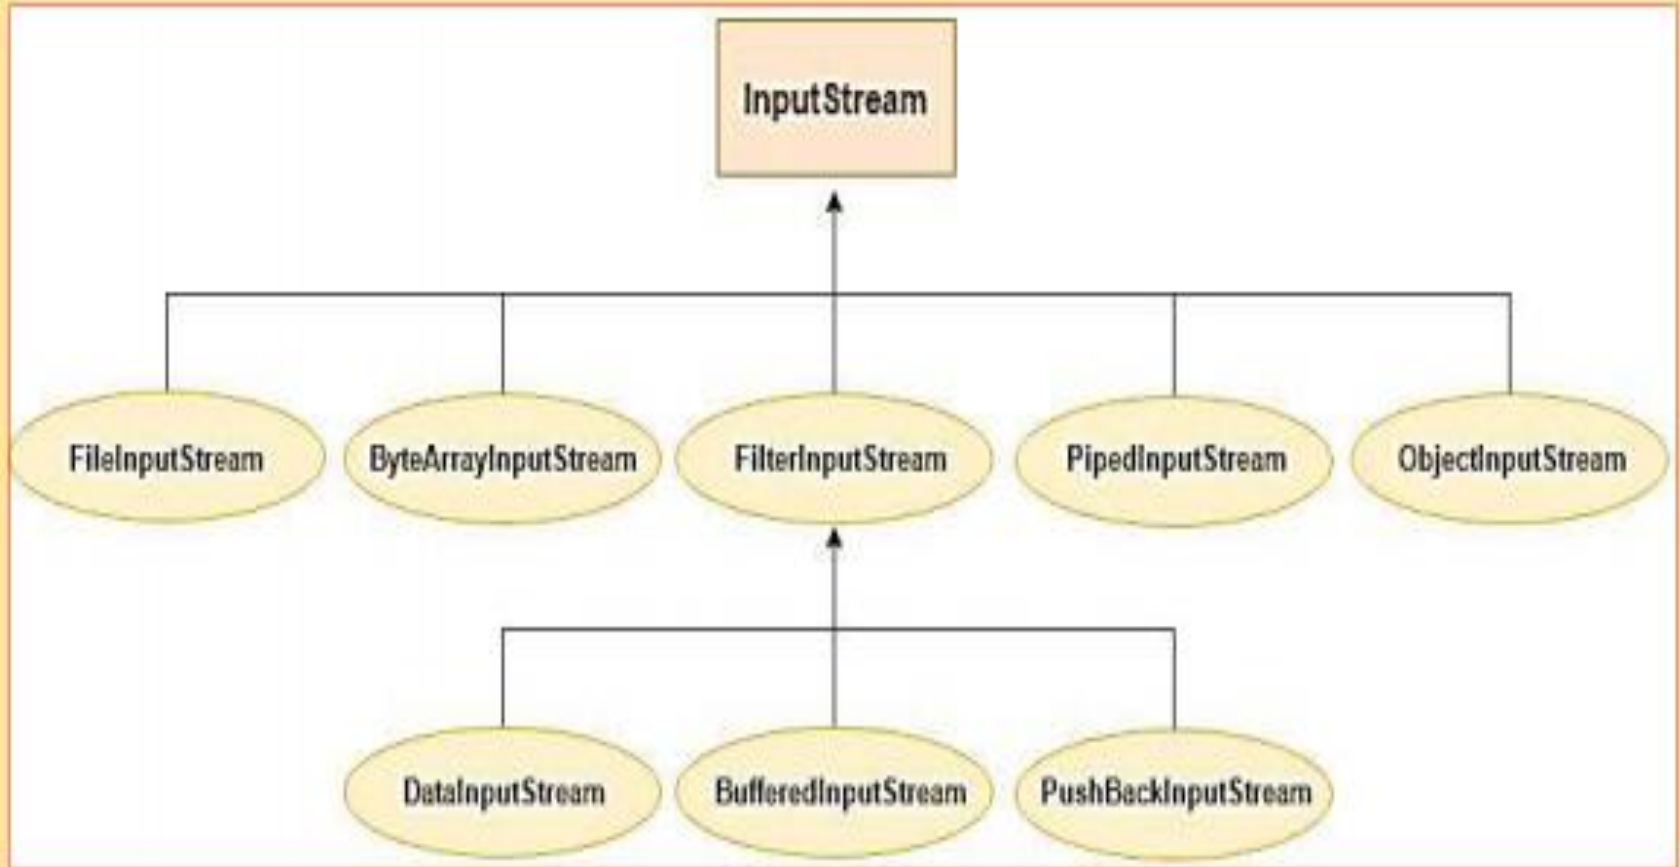 InputStream
FileInputStream
ByteArrayInputStream
FilterInputStream
PipedInputStream
ObjectInputStream
DataInputStream
BufferedInputStream
PushBackInputStream